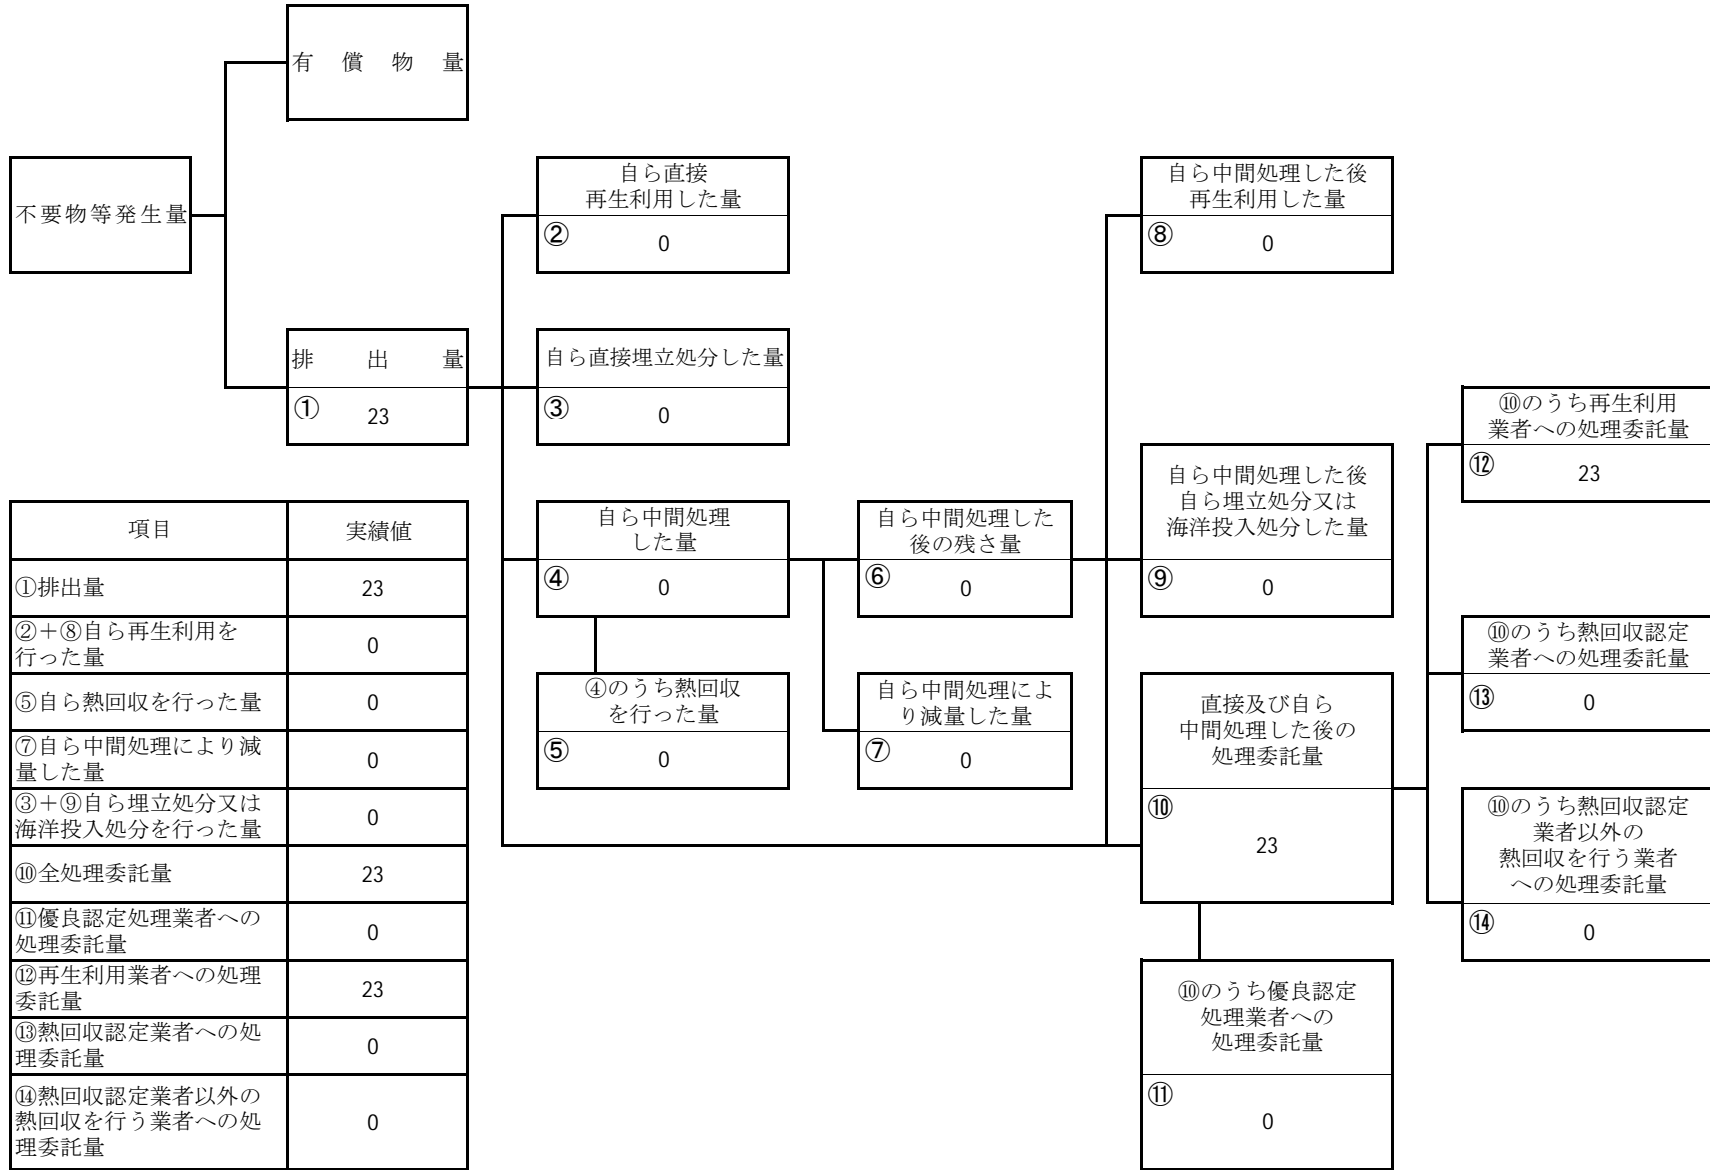 有償物量
不要物等発生量
自ら直接
再生利用した量
② 0
自ら中間処理した後
再生利用した量
⑧ 0
排出量
① 23
自ら直接埋立処分した量
③ 0
⑩のうち再生利用
業者への処理委託量
⑫ 23
自ら中間処理した後
自ら埋立処分又は
海洋投入処分した量
⑨ 0
自ら中間処理
した量
④ 0
自ら中間処理した
後の残さ量
⑥ 0
⑩のうち熱回収認定
業者への処理委託量
⑬ 0
④のうち熱回収
を行った量
⑤ 0
自ら中間処理によ
り減量した量
⑦ 0
直接及び自ら
中間処理した後の
処理委託量
⑩
23
⑩のうち熱回収認定
業者以外の
熱回収を行う業者
への処理委託量
⑭ 0
⑩のうち優良認定
処理業者への
処理委託量
⑪
0
項目 実績値
①排出量 23
②+⑧自ら再生利用を
行った量 0
⑤自ら熱回収を行った量 0
⑦自ら中間処理により減
量した量 0
③+⑨自ら埋立処分又は
海洋投入処分を行った量 0
⑩全処理委託量 23
⑪優良認定処理業者への
処理委託量 0
⑫再生利用業者への処理
委託量 23
⑬熱回収認定業者への処
理委託量 0
⑭熱回収認定業者以外の
熱回収を行う業者への処
理委託量 0